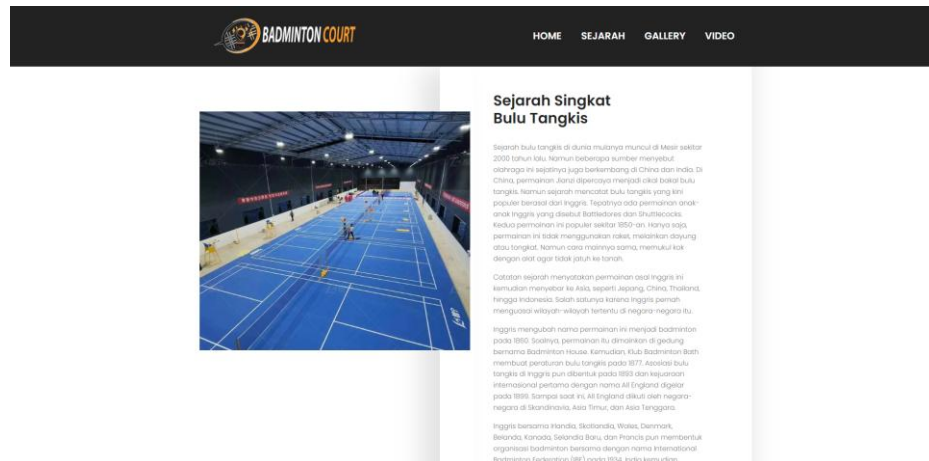 BADMINTON COURT
HOME SEJARAH GALLERY VIDEO
Sejarah Singkat
Bulu Tangkis
Sejarah bulu tangkis di dunia mulanya muncul di Mesir sekitar
2000 tahun lalu. Namun beberapa sumber menyebut
olahraga ini sejatinya juga berkembang di China dan India. Di
China, permainan Jianzi dipercaya menjadi cikal bakal bulu
tangkis. Namun sejarah mencatat bulu tangkis yang kini
populer berasal dari Inggris. Tepatnya ada permainan anak-
anak Inggris yang disebut Battledores dan Shuttlecocks.
Kedua permainan ini populer sekitar 1850-an. Hanya saja,
permainan ini tidak menggunakan raket, melainkan dayung
atau tongkat. Namun cara mainnya sama, memukul kok
dengan alat agar tidak jatuh ke tanah.
Catatan sejarah menyatakan permainan asal Inggris ini
kemudian menyebar ke Asia, seperti Jepang, China, Thailand,
hingga Indonesia. Salah satunya karena Inggris pernah
menguasai wilayah-wilayah tertentu di negara-negara itu.
Inggris mengubah nama permainan ini menjadi badminton
pada 1850. Soalnya, permainan itu dimainkan di gedung
bernama Badminton House. Kemudian, Klub Badminton Bath
membuat peraturan bulu tangkis pada 1877. Asosiasi bulu
tangkis di Inggris pun dibentuk pada 1893 dan kejuaraan
internasional pertama dengan nama All England digelar
pada 1899. Sampai saat ini, All England diikuti oleh negara-
negara di Skandinavia, Asia Timur, dan Asia Tenggara.
Inggris bersama Irlandia, Skotlandia, Wales, Denmark,
Belanda, Kanada, Selandia Baru, dan Prancis pun membentuk
organisasi badminton bersama dengan nama International
Badminton Federation (IBF) pada 1934. India kemudian